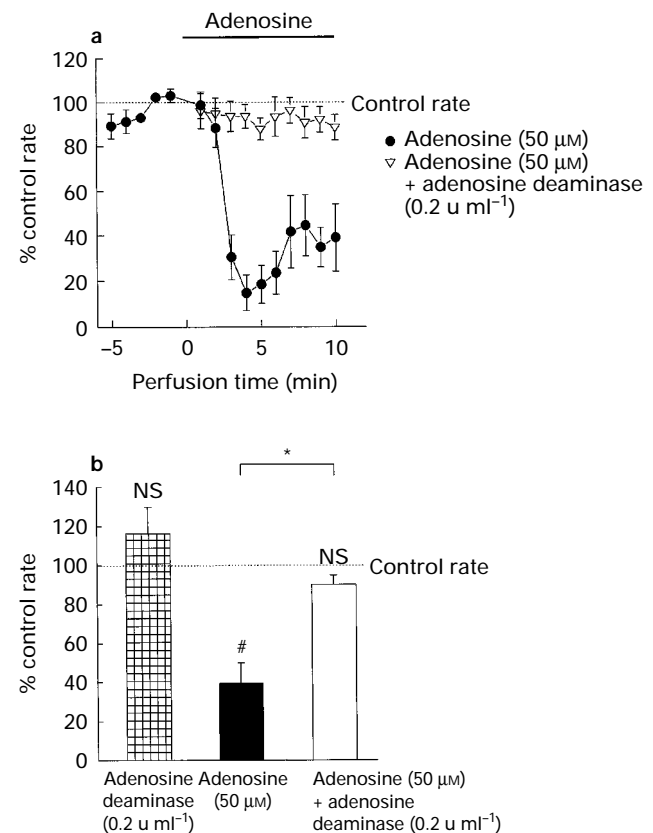 Adenosine
a
120
100
80
60
40
20
0
% control rate
−5
0
5
10
Perfusion time (min)
Control rate
Adenosine (50 μM)
Adenosine (50 μM)
+ adenosine deaminase
(0.2 u ml⁻¹)
b
*
140
120
100
80
60
40
20
0
% control rate
NS
#
NS
Control rate
Adenosine
deaminase
(0.2 u ml⁻¹)
Adenosine
(50 μM)
Adenosine (50 μM)
+ adenosine
deaminase (0.2 u ml⁻¹)